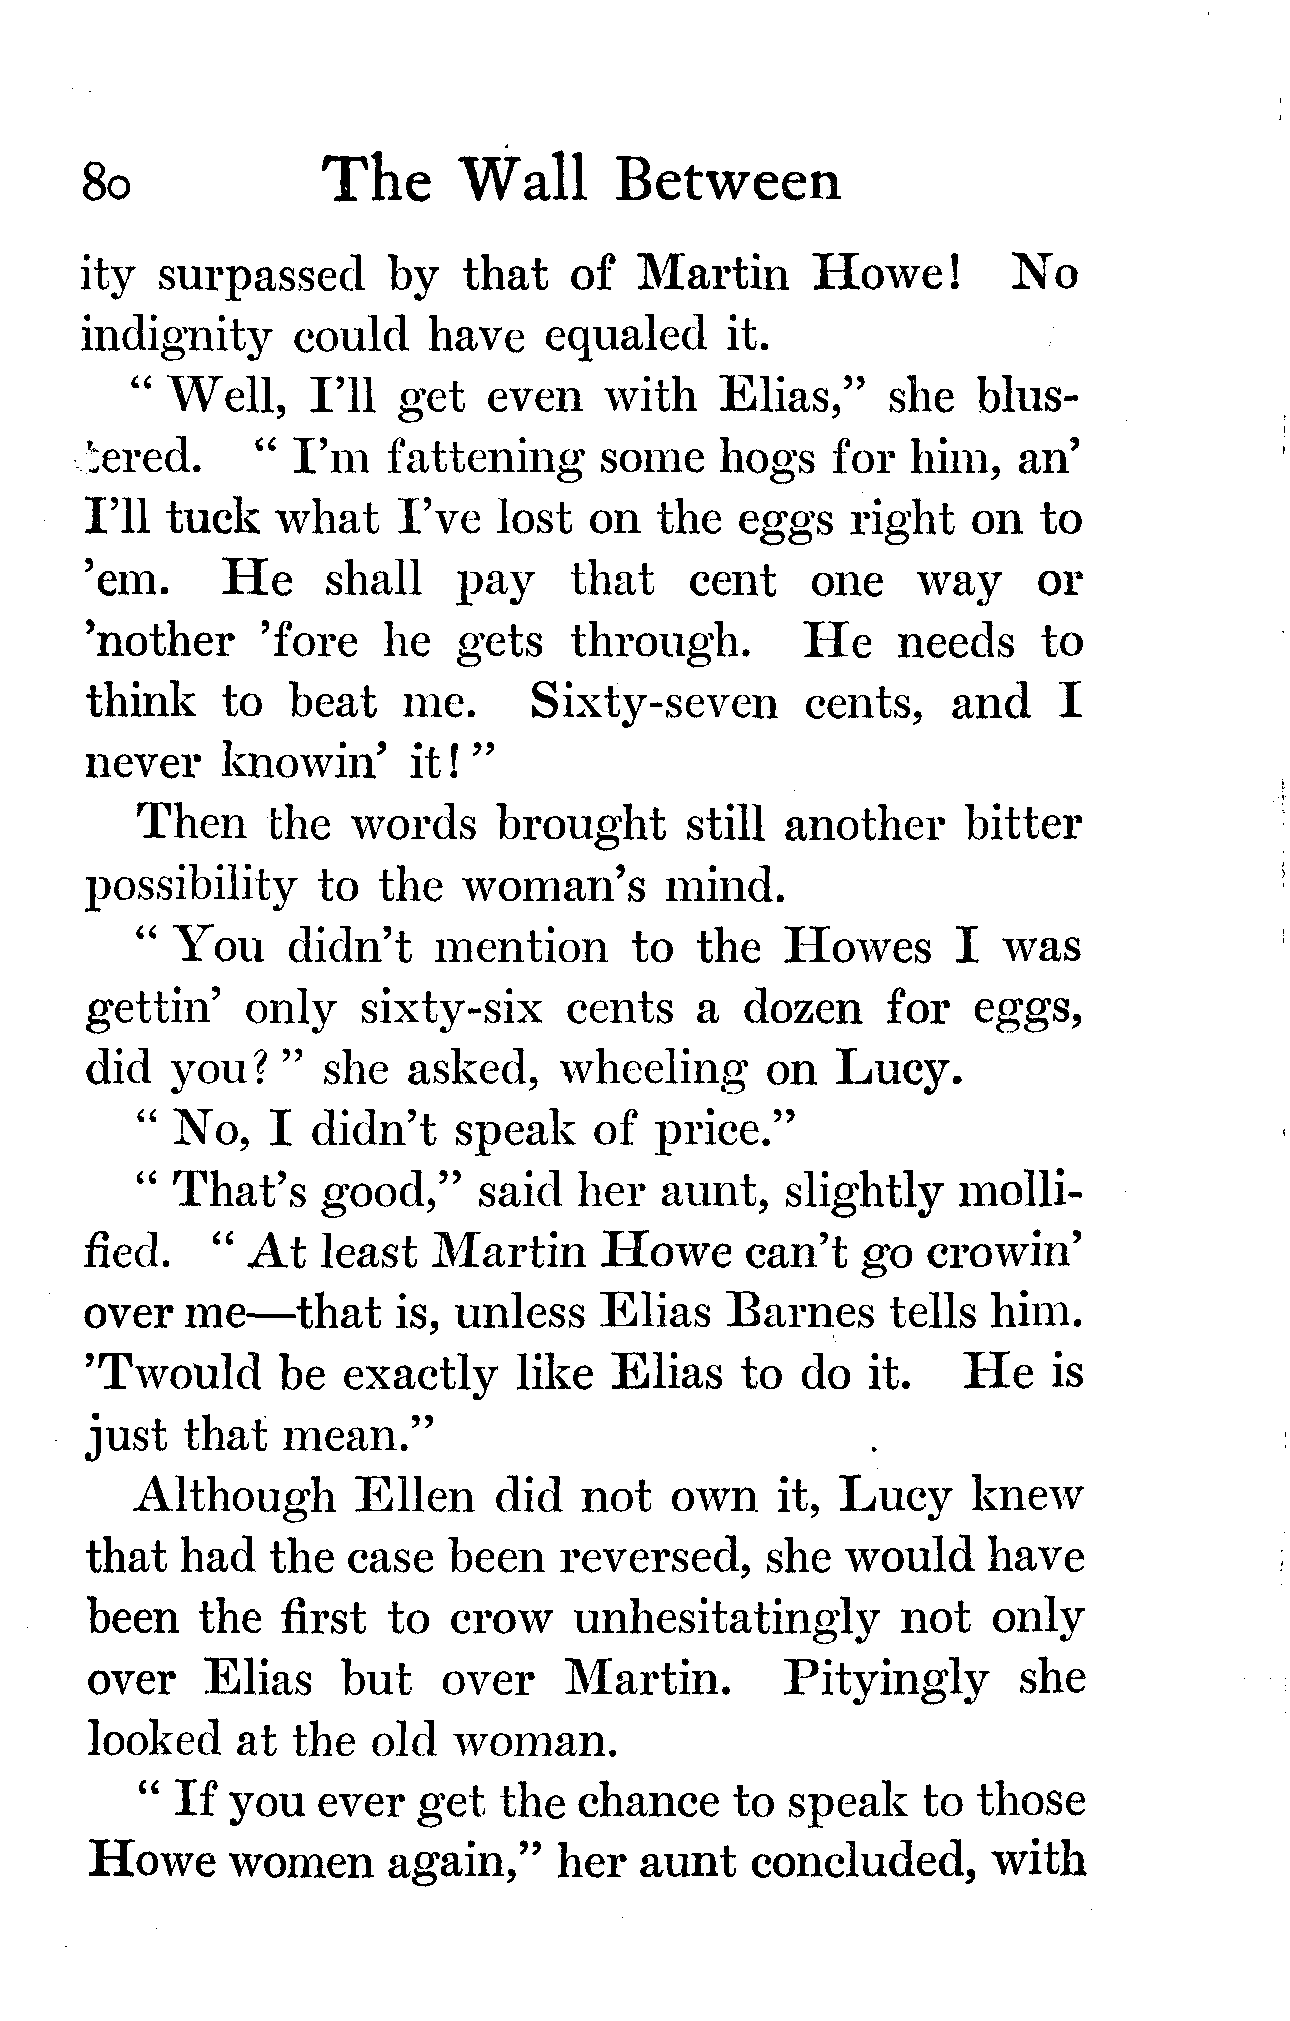 80 The Wall Between
ity surpassed by that of Martin Howe! No
indignity could have equaled it.
“ Well, I’ll get even with Elias,” she blus-
tered. “ I’m fattening some hogs for him, an’
I’ll tuck what I’ve lost on the eggs right on to
’em. He shall pay that cent one way or
’nother ’fore he gets through. He needs to
think to beat me. Sixty-seven cents, and I
never knowin’ it! ”
Then the words brought still another bitter
possibility to the woman’s mind.
“ You didn’t mention to the Howes I was
gettin’ only sixty-six cents a dozen for eggs,
did you? ” she asked, wheeling on Lucy.
“ No, I didn’t speak of price.”
“ That’s good,” said her aunt, slightly molli-
fied. “ At least Martin Howe can’t go crowin’
over me—that is, unless Elias Barnes tells him.
’Twould be exactly like Elias to do it. He is
just that mean.”
Although Ellen did not own it, Lucy knew
that had the case been reversed, she would have
been the first to crow unhesitatingly not only
over Elias but over Martin. Pityingly she
looked at the old woman.
“ If you ever get the chance to speak to those
Howe women again,” her aunt concluded, with